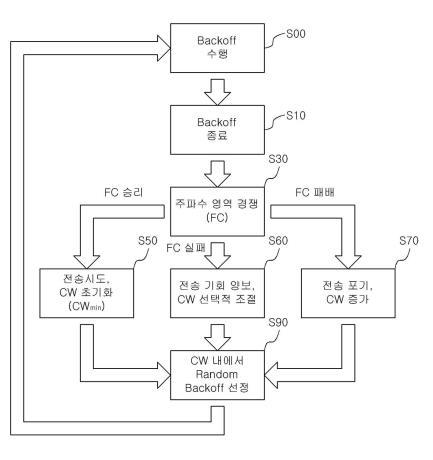 Backoff
수행
S00
Backoff
종료
S10
주파수 영역 경쟁
(FC)
S30
FC 승리
FC 실패
FC 패배
전송시도,
CW 초기화
(CWmin)
S50
전송 기회 양보,
CW 선택적 조절
S60
전송 포기,
CW 증가
S70
CW 내에서
Random
Backoff 선정
S90